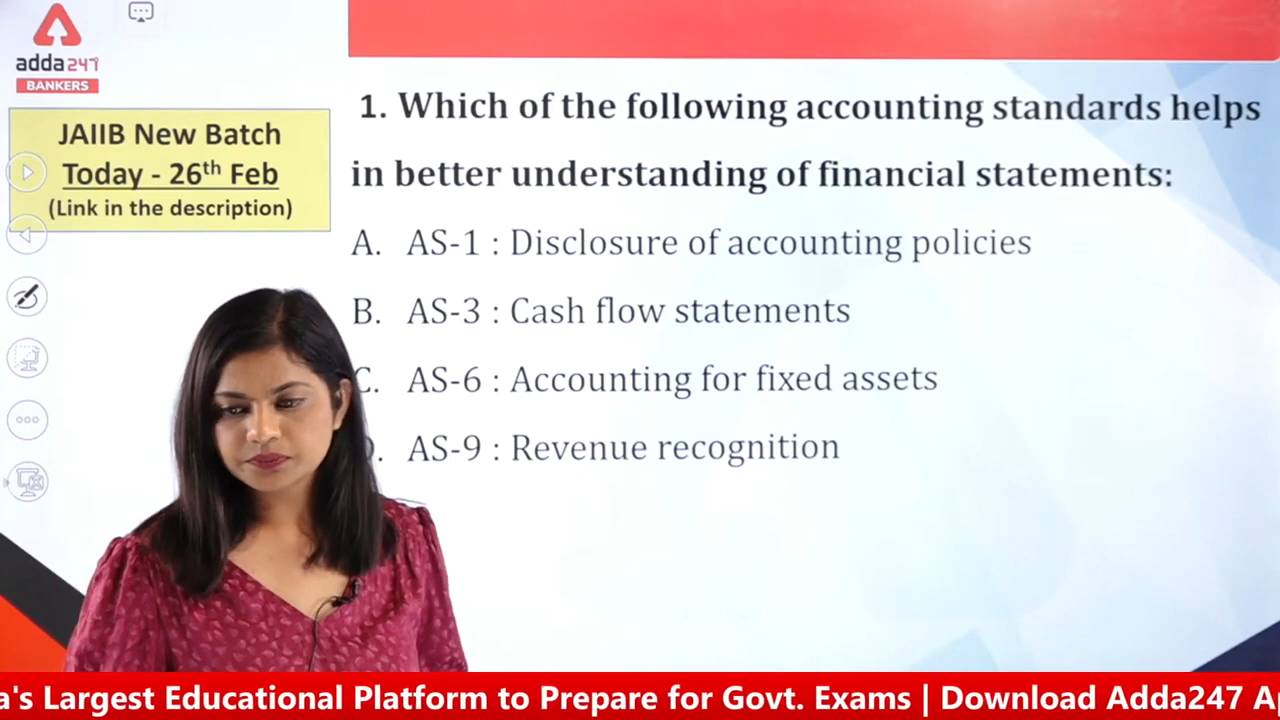 adda247
BANKERS
JAIIB New Batch
Today - 26th Feb
(Link in the description)
1. Which of the following accounting standards helps
in better understanding of financial statements:
A. AS-1 : Disclosure of accounting policies
B. AS-3 : Cash flow statements
C. AS-6 : Accounting for fixed assets
. AS-9 : Revenue recognition
a's Largest Educational Platform to Prepare for Govt. Exams | Download Adda247 A